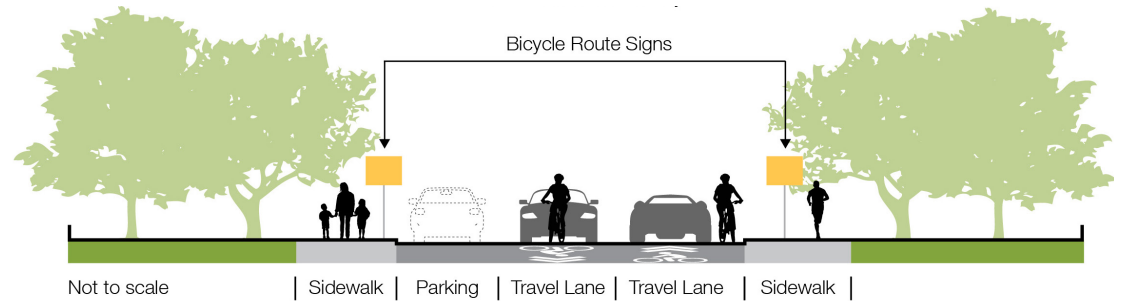 Bicycle Route Signs
Not to scale | Sidewalk | Parking | Travel Lane | Travel Lane | Sidewalk |